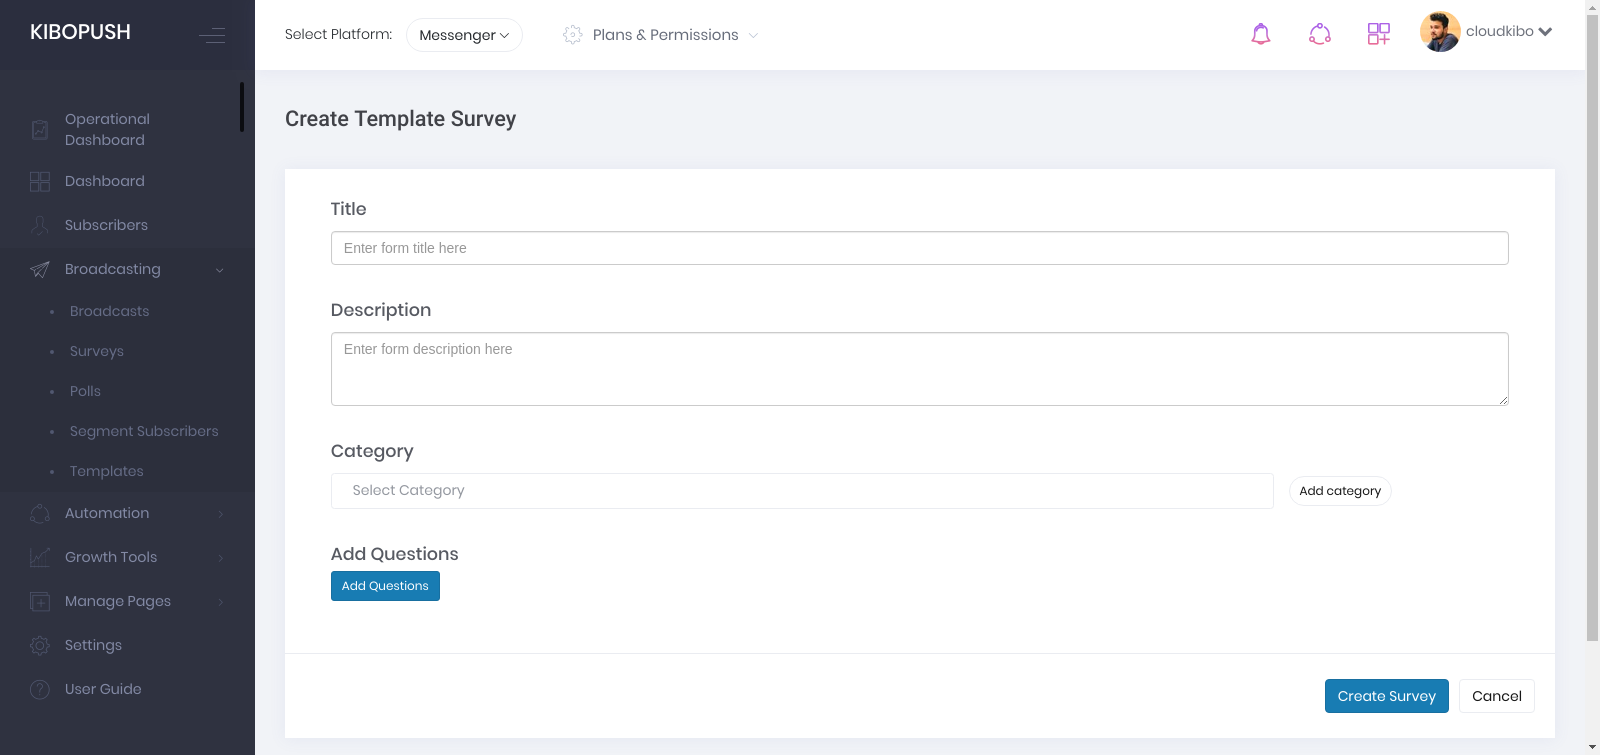 KIBOPUSH
Select Platform: Messenger Plans & Permissions cloudkibo
Operational
Dashboard
Dashboard
Subscribers
Broadcasting
Broadcasts
Surveys
Polls
Segment Subscribers
Templates
Automation
Growth Tools
Manage Pages
Settings
User Guide
Create Template Survey
Title
Enter form title here
Description
Enter form description here
Category
Select Category Add category
Add Questions
Add Questions
Create Survey Cancel